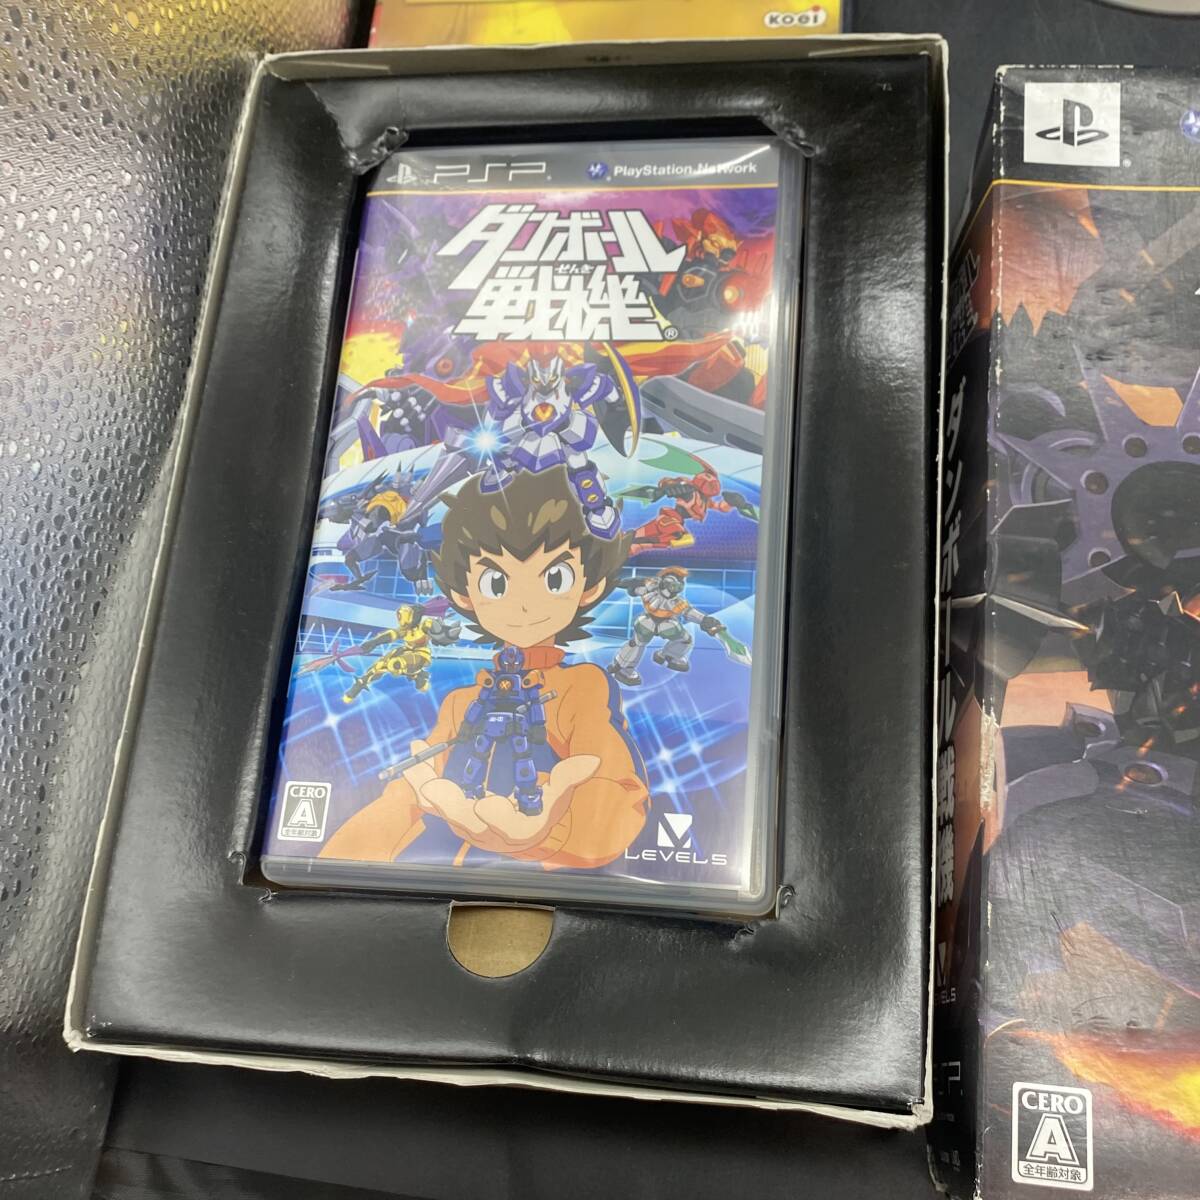 KOEI
PSP
PlayStation Network
ダンボール
せんき
戦機
®
CERO
A
全年齢対象
LEVEL5
ダンボール戦機
CERO
A
全年齢対象